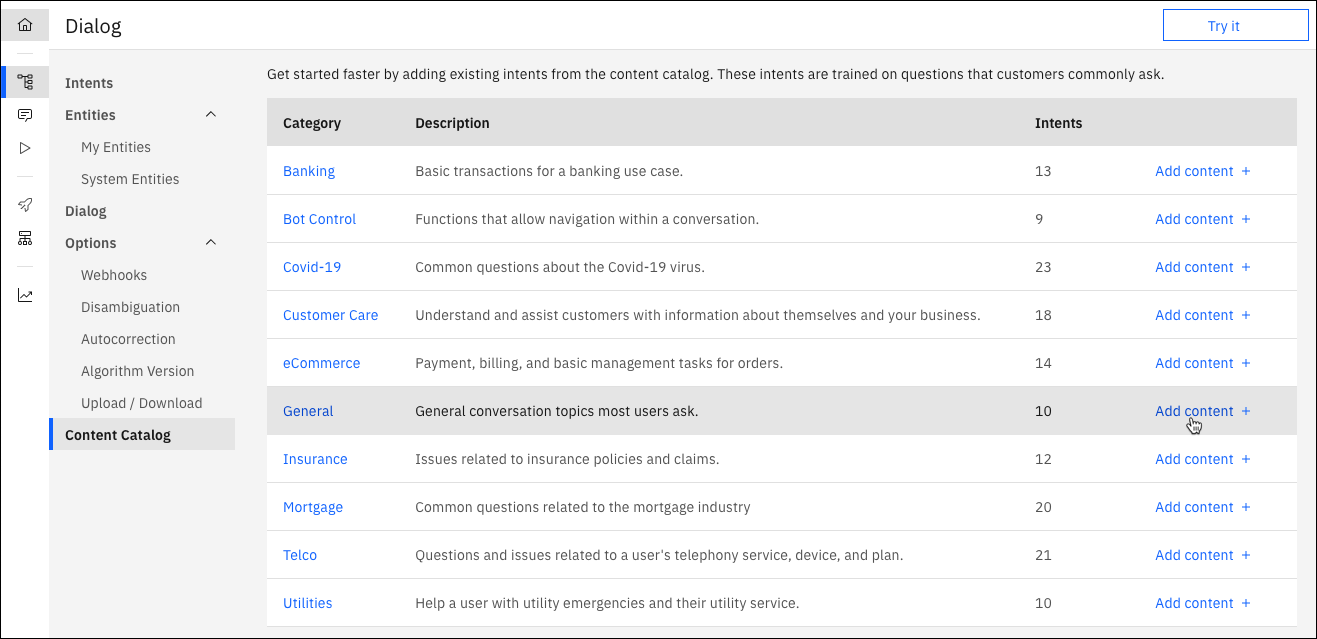 Dialog
Try it
Intents
Entities
My Entities
System Entities
Dialog
Options
Webhooks
Disambiguation
Autocorrection
Algorithm Version
Upload / Download
Content Catalog
Get started faster by adding existing intents from the content catalog. These intents are trained on questions that customers commonly ask.
Category Description Intents
Banking Basic transactions for a banking use case. 13 Add content +
Bot Control Functions that allow navigation within a conversation. 9 Add content +
Covid-19 Common questions about the Covid-19 virus. 23 Add content +
Customer Care Understand and assist customers with information about themselves and your business. 18 Add content +
eCommerce Payment, billing, and basic management tasks for orders. 14 Add content +
General General conversation topics most users ask. 10 Add content +
Insurance Issues related to insurance policies and claims. 12 Add content +
Mortgage Common questions related to the mortgage industry 20 Add content +
Telco Questions and issues related to a user's telephony service, device, and plan. 21 Add content +
Utilities Help a user with utility emergencies and their utility service. 10 Add content +